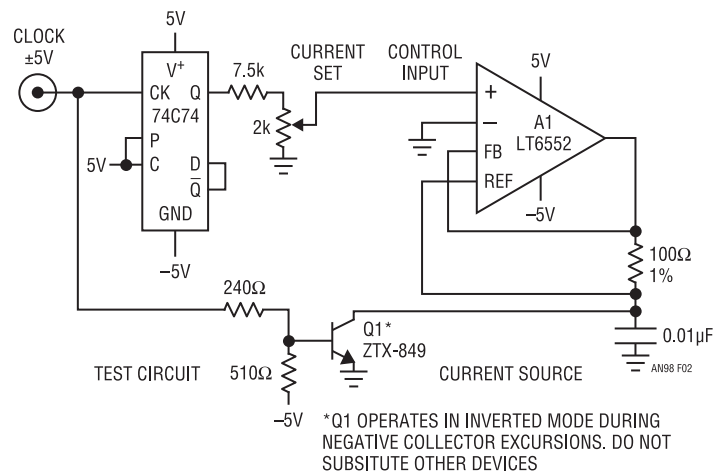 CLOCK
±5V
5V
V+
CK
Q
74C74
P
C
5V
D
Q̅
GND
–5V
7.5k
2k
CURRENT
SET
CONTROL
INPUT
5V
+
–
A1
LT6552
FB
REF
–5V
100Ω
1%
0.01µF
AN98 F02
240Ω
510Ω
–5V
Q1*
ZTX-849
TEST CIRCUIT
CURRENT SOURCE
*Q1 OPERATES IN INVERTED MODE DURING
NEGATIVE COLLECTOR EXCURSIONS. DO NOT
SUBSITUTE OTHER DEVICES